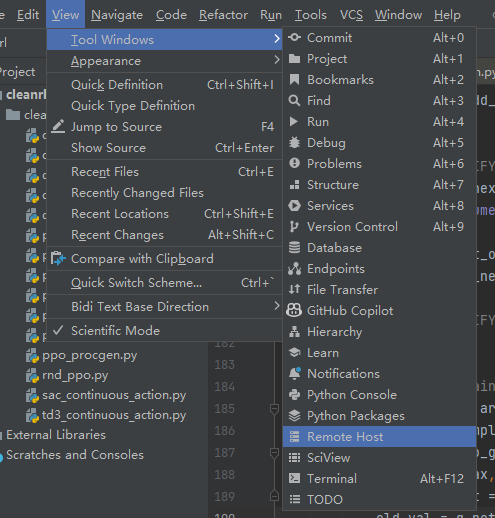 Edit View Navigate Code Refactor Run Tools VCS Window Help
Tool Windows
Appearance
Quick Definition Ctrl+Shift+I
Quick Type Definition
Jump to Source F4
Show Source Ctrl+Enter
Recent Files Ctrl+E
Recently Changed Files
Recent Locations Ctrl+Shift+E
Recent Changes Alt+Shift+C
Compare with Clipboard
Quick Switch Scheme... Ctrl+`
Bidi Text Base Direction
Scientific Mode
Commit Alt+0
Project Alt+1
Bookmarks Alt+2
Find Alt+3
Run Alt+4
Debug Alt+5
Problems Alt+6
Structure Alt+7
Services Alt+8
Version Control Alt+9
Database
Endpoints
File Transfer
GitHub Copilot
Hierarchy
Learn
Notifications
Python Console
Python Packages
Remote Host
SciView
Terminal Alt+F12
TODO
Project
ppo_procgen.py
rnd_ppo.py
sac_continuous_action.py
td3_continuous_action.py
External Libraries
Scratches and Consoles
183
184
185
186
187
188
189
old_val = q_net